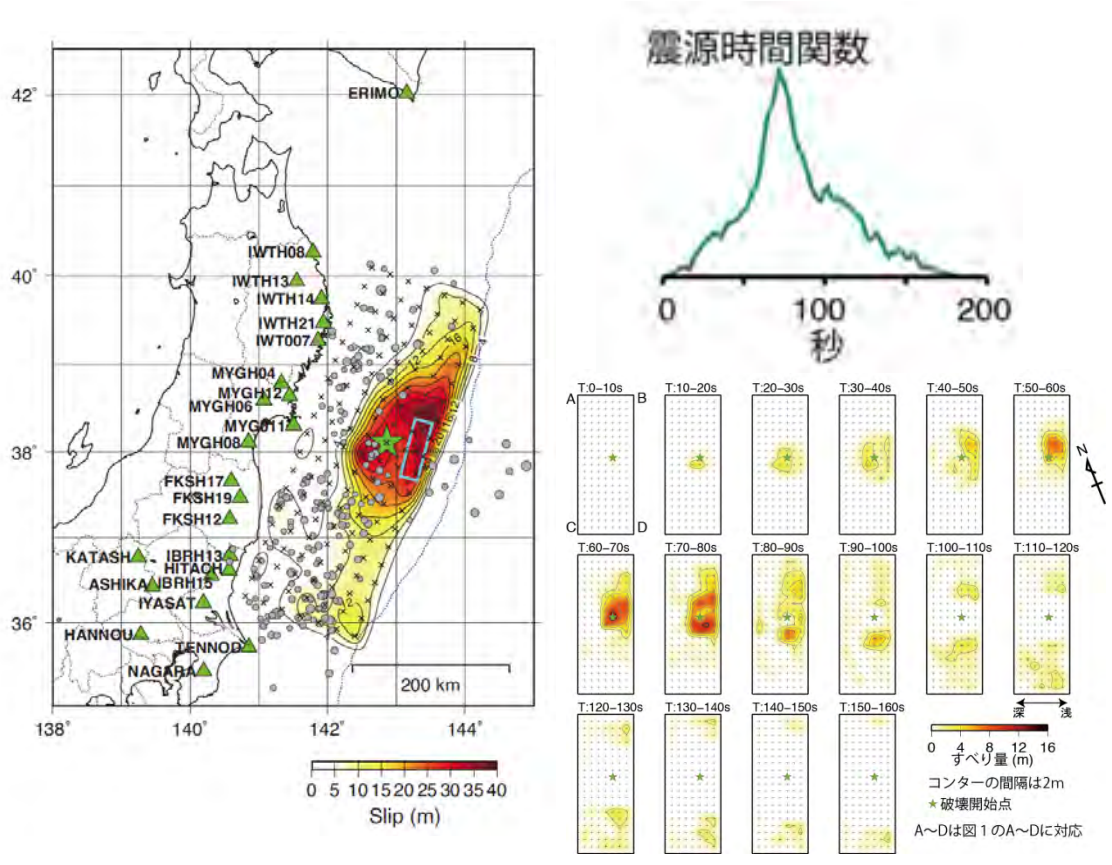 42°
40°
38°
36°
138°
140°
142°
144°
ERIMO
IWTH08
IWTH13
IWTH14
IWTH21
IWT007
MYGH04
MYGH12
MYGH06
MYG011
MYGH08
FKSH17
FKSH19
FKSH12
KATASH
IBRH13
HITAOH
ASHIKA
IBRH15
IYASAT
HANNOU
TENNOD
NAGARA
200 km
0 5 10 15 20 25 30 35 40
Slip (m)
震源時間関数
0 100 200
秒
T:0−10s
T:10−20s
T:20−30s
T:30−40s
T:40−50s
T:50−60s
A
B
C
D
N
T:60−70s
T:70−80s
T:80−90s
T:90−100s
T:100−110s
T:110−120s
深 浅
T:120−130s
T:130−140s
T:140−150s
T:150−160s
0 4 8 12 16
すべり量 (m)
コンターの間隔は2m
★破壊開始点
A〜Dは図1のA〜Dに対応